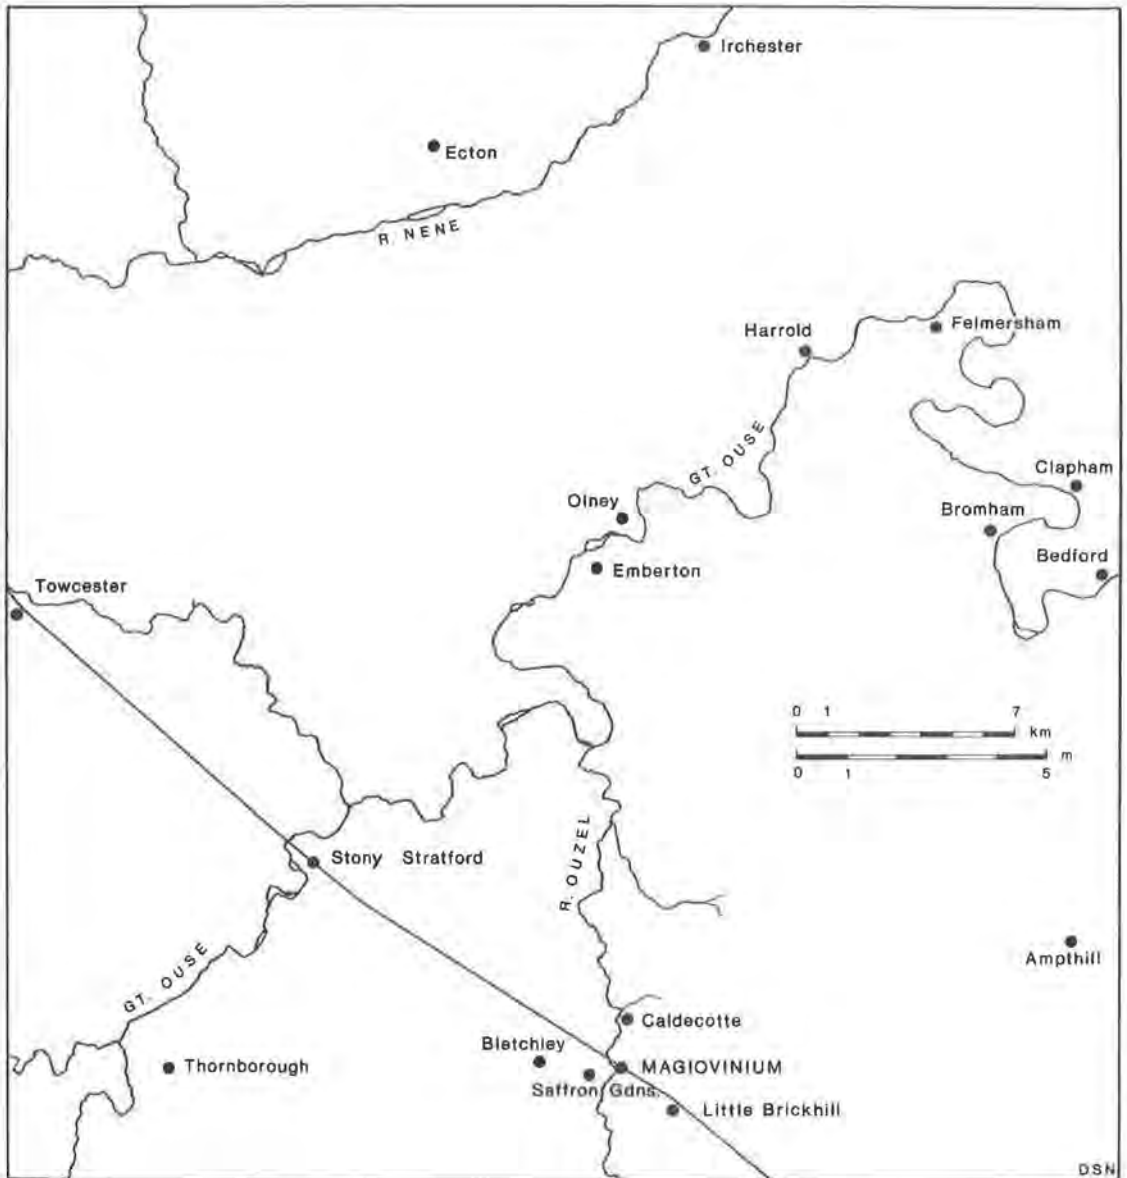 Irchester
Ecton
R. NENE
Harrold
Felmersham
GT. OUSE
Clapham
Olney
Bromham
Emberton
Bedford
Towcester
0 1 7 km
0 1 5 m
R. OUZEL
Stony Stratford
GT. OUSE
Ampthill
Caldecotte
Bletchley
Thornborough
MAGIOVINIUM
Saffron Gdns.
Little Brickhill
DSN